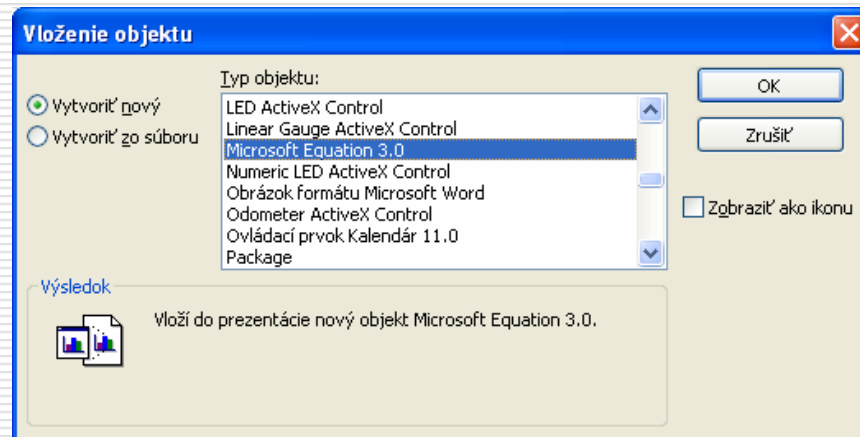 Vloženie objektu
Typ objektu:
Vytvoriť nový
Vytvoriť zo súboru
LED ActiveX Control
Linear Gauge ActiveX Control
Microsoft Equation 3.0
Numeric LED ActiveX Control
Obrázok formátu Microsoft Word
Odometer ActiveX Control
Ovládací prvok Kalendár 11.0
Package
OK
Zrušiť
Zobraziť ako ikonu
Výsledok
Vloží do prezentácie nový objekt Microsoft Equation 3.0.